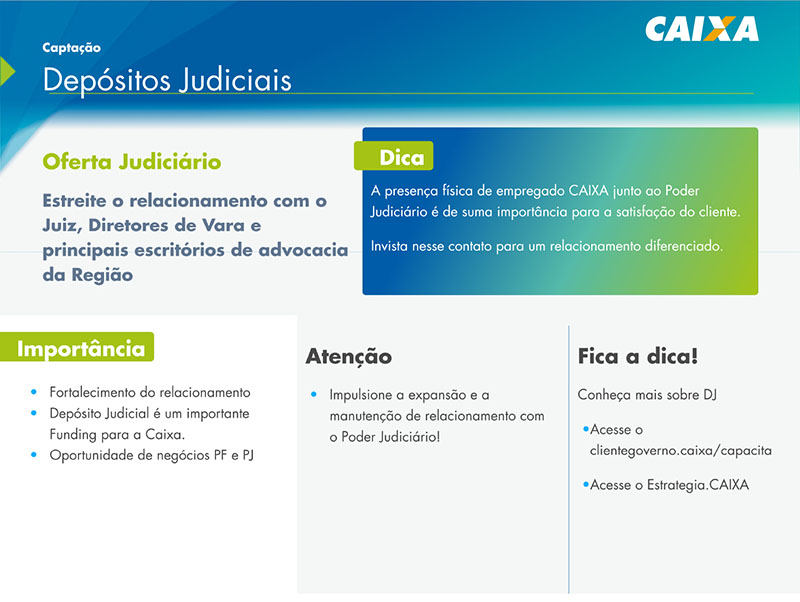 CAIXA
Captação
Depósitos Judiciais
Oferta Judiciário
Estreite o relacionamento com o
Juiz, Diretores de Vara e
principais escritórios de advocacia
da Região
Dica
A presença física de empregado CAIXA junto ao Poder
Judiciário é de suma importância para a satisfação do cliente.
Invista nesse contato para um relacionamento diferenciado.
Importância
• Fortalecimento do relacionamento
• Depósito Judicial é um importante
Funding para a Caixa.
• Oportunidade de negócios PF e PJ
Atenção
• Impulsione a expansão e a
manutenção de relacionamento com
o Poder Judiciário!
Fica a dica!
Conheça mais sobre DJ
•Acesse o
clientegoverno.caixa/capacita
•Acesse o Estrategia.CAIXA